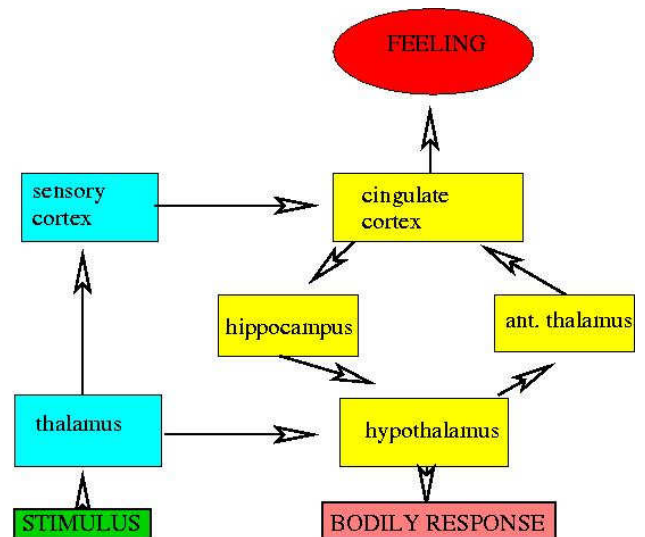 FEELING
sensory
cortex
cingulate
cortex
hippocampus
ant. thalamus
thalamus
hypothalamus
STIMULUS
BODILY RESPONSE